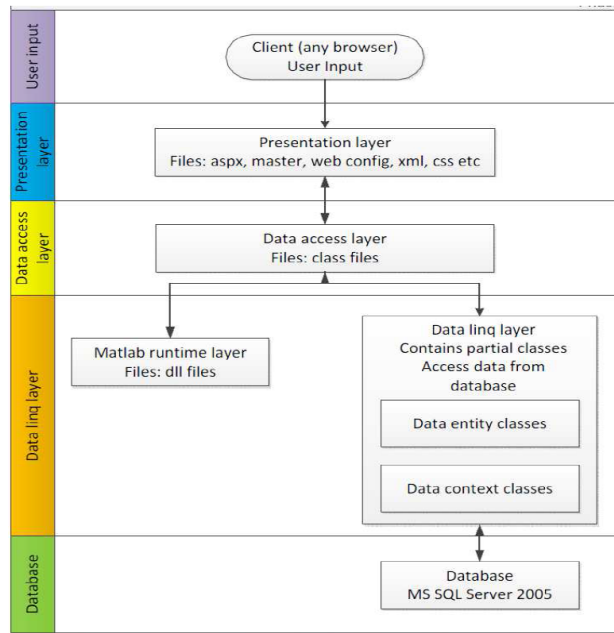 User input
Client (any browser)
User Input
Presentation
layer
Presentation layer
Files: aspx, master, web config, xml, css etc
Data access
layer
Data access layer
Files: class files
Data linq layer
Matlab runtime layer
Files: dll files
Data linq layer
Contains partial classes
Access data from
database
Data entity classes
Data context classes
Database
Database
MS SQL Server 2005